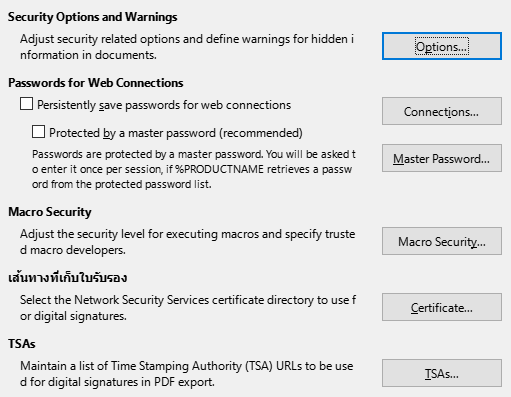 Security Options and Warnings
Adjust security related options and define warnings for hidden i
nformation in documents.
Options...
Passwords for Web Connections
Persistently save passwords for web connections
Connections...
Protected by a master password (recommended)
Passwords are protected by a master password. You will be asked t
o enter it once per session, if %PRODUCTNAME retrieves a passw
ord from the protected password list.
Master Password...
Macro Security
Adjust the security level for executing macros and specify truste
d macro developers.
Macro Security...
เส้นทางที่เก็บใบรับรอง
Select the Network Security Services certificate directory to use f
or digital signatures.
Certificate...
TSAs
Maintain a list of Time Stamping Authority (TSA) URLs to be use
d for digital signatures in PDF export.
TSAs...